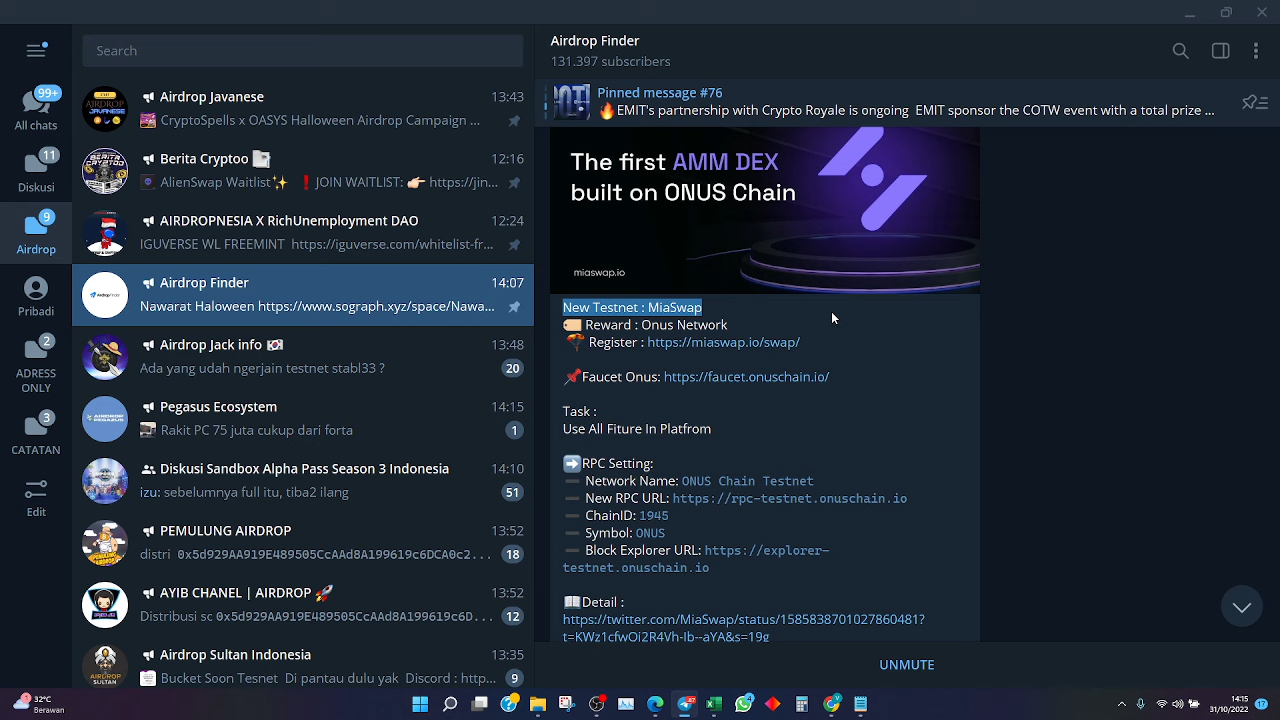 Search
99+
All chats
11
Diskusi
9
Airdrop
Pribadi
2
ADRESS
ONLY
3
CATATAN
Edit
Airdrop Javanese 13:43
CryptoSpells x OASYS Halloween Airdrop Campaign ...
Berita Cryptoo 12:16
AlienSwap Waitlist✨ ❗JOIN WAITLIST: 👉 https://jin...
AIRDROPNESIA X RichUnemployment DAO 12:24
IGUVERSE WL FREEMINT https://iguverse.com/whitelist-fr...
Airdrop Finder 14:07
Nawarat Haloween https://www.sograph.xyz/space/Nawa...
Airdrop Jack info 🇰🇷 13:48
Ada yang udah ngerjain testnet stabl33 ? 20
Pegasus Ecosystem 14:15
Rakit PC 75 juta cukup dari forta 1
Diskusi Sandbox Alpha Pass Season 3 Indonesia 14:10
izu: sebelumnya full itu, tiba2 ilang 51
PEMULUNG AIRDROP 13:52
distri 0x5d929AA919E489505CcAAd8A199619c6DCA0c2... 18
AYIB CHANEL | AIRDROP 🚀 13:52
Distribusi sc 0x5d929AA919E489505CcAAd8A199619c6D... 12
Airdrop Sultan Indonesia 13:35
Bucket Soon Tesnet Di pantau dulu yak Discord : http... 9
Airdrop Finder
131.397 subscribers
Pinned message #76
🔥EMIT's partnership with Crypto Royale is ongoing EMIT sponsor the COTW event with a total prize ...
The first AMM DEX
built on ONUS Chain
miaswap.io
New Testnet : MiaSwap
Reward : Onus Network
Register : https://miaswap.io/swap/
📌Faucet Onus: https://faucet.onuschain.io/
Task :
Use All Fiture In Platfrom
➡️RPC Setting:
➖ Network Name: ONUS Chain Testnet
➖ New RPC URL: https://rpc-testnet.onuschain.io
➖ ChainID: 1945
➖ Symbol: ONUS
➖ Block Explorer URL: https://explorer-
testnet.onuschain.io
📖Detail :
https://twitter.com/MiaSwap/status/1585838701027860481?
t=KWz1cfwOi2R4Vh-Ib--aYA&s=19g
UNMUTE
32°C
Berawan
14:15
31/10/2022